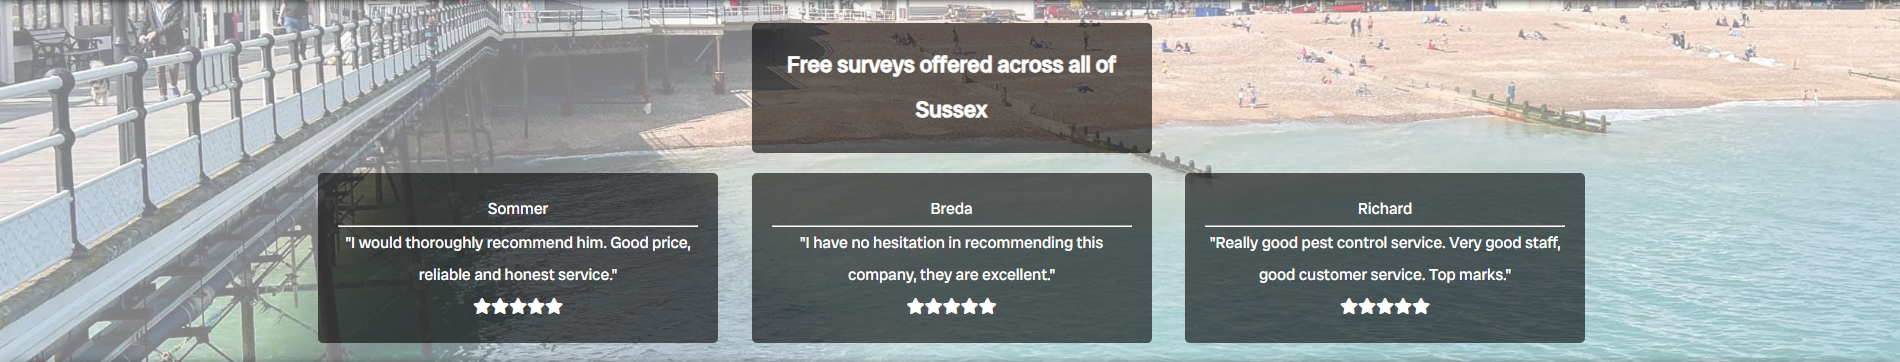 Free surveys offered across all of
Sussex
Sommer
"I would thoroughly recommend him. Good price,
reliable and honest service."
★★★★★
Breda
"I have no hesitation in recommending this
company, they are excellent."
★★★★★
Richard
"Really good pest control service. Very good staff,
good customer service. Top marks."
★★★★★